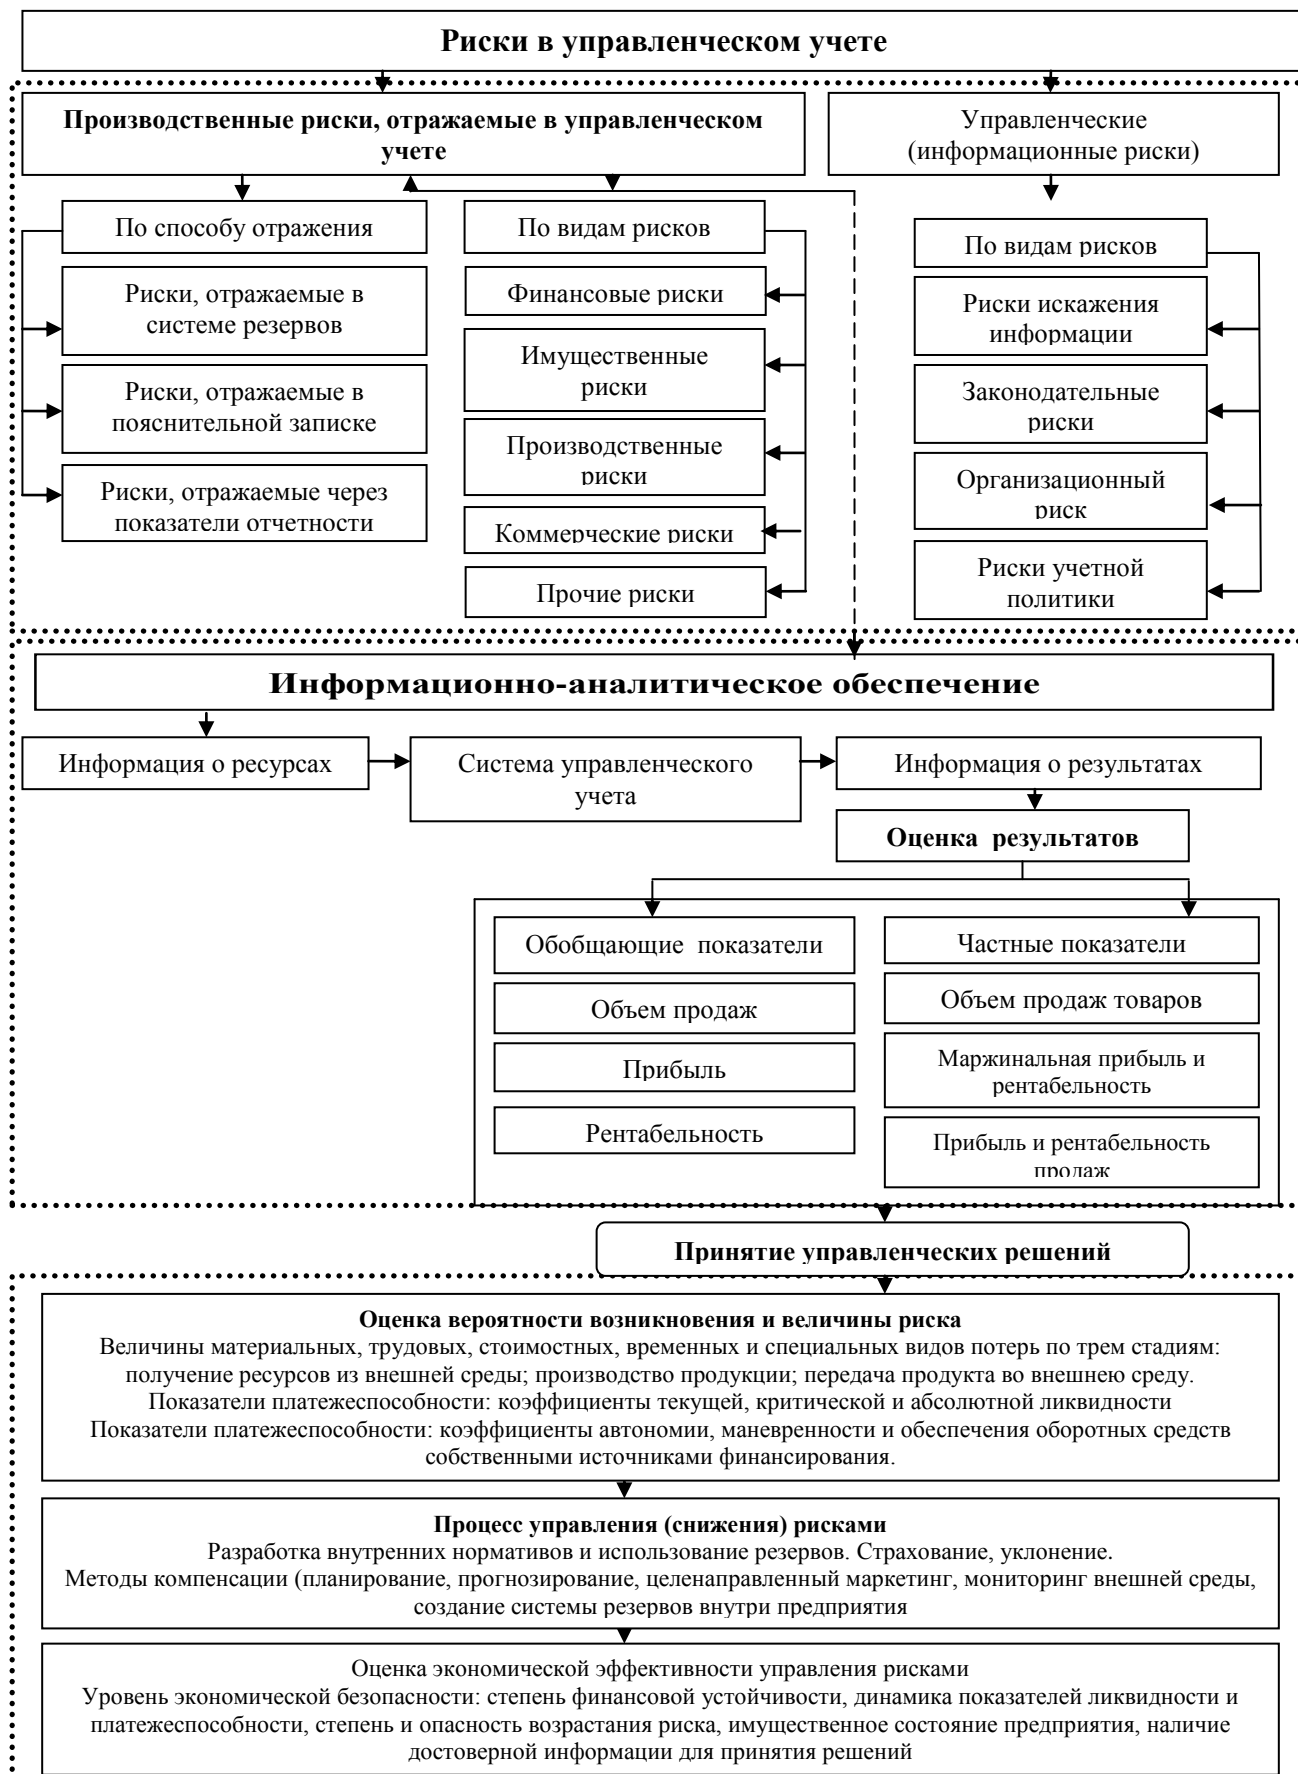 Риски в управленческом учете
Производственные риски, отражаемые в управленческом
учете
Управленческие
(информационные риски)
По способу отражения
Риски, отражаемые в
системе резервов
Риски, отражаемые в
пояснительной записке
Риски, отражаемые через
показатели отчетности
По видам рисков
Финансовые риски
Имущественные
риски
Производственные
риски
Коммерческие риски
Прочие риски
По видам рисков
Риски искажения
информации
Законодательные
риски
Организационный
риск
Риски учетной
политики
Информационно-аналитическое обеспечение
Информация о ресурсах
Система управленческого
учета
Информация о результатах
Оценка результатов
Обобщающие показатели
Объем продаж
Прибыль
Рентабельность
Частные показатели
Объем продаж товаров
Маржинальная прибыль и
рентабельность
Прибыль и рентабельность
продаж
Принятие управленческих решений
Оценка вероятности возникновения и величины риска
Величины материальных, трудовых, стоимостных, временных и специальных видов потерь по трем стадиям:
получение ресурсов из внешней среды; производство продукции; передача продукта во внешнею среду.
Показатели платежеспособности: коэффициенты текущей, критической и абсолютной ликвидности
Показатели платежеспособности: коэффициенты автономии, маневренности и обеспечения оборотных средств
собственными источниками финансирования.
Процесс управления (снижения) рисками
Разработка внутренних нормативов и использование резервов. Страхование, уклонение.
Методы компенсации (планирование, прогнозирование, целенаправленный маркетинг, мониторинг внешней среды,
создание системы резервов внутри предприятия
Оценка экономической эффективности управления рисками
Уровень экономической безопасности: степень финансовой устойчивости, динамика показателей ликвидности и
платежеспособности, степень и опасность возрастания риска, имущественное состояние предприятия, наличие
достоверной информации для принятия решений